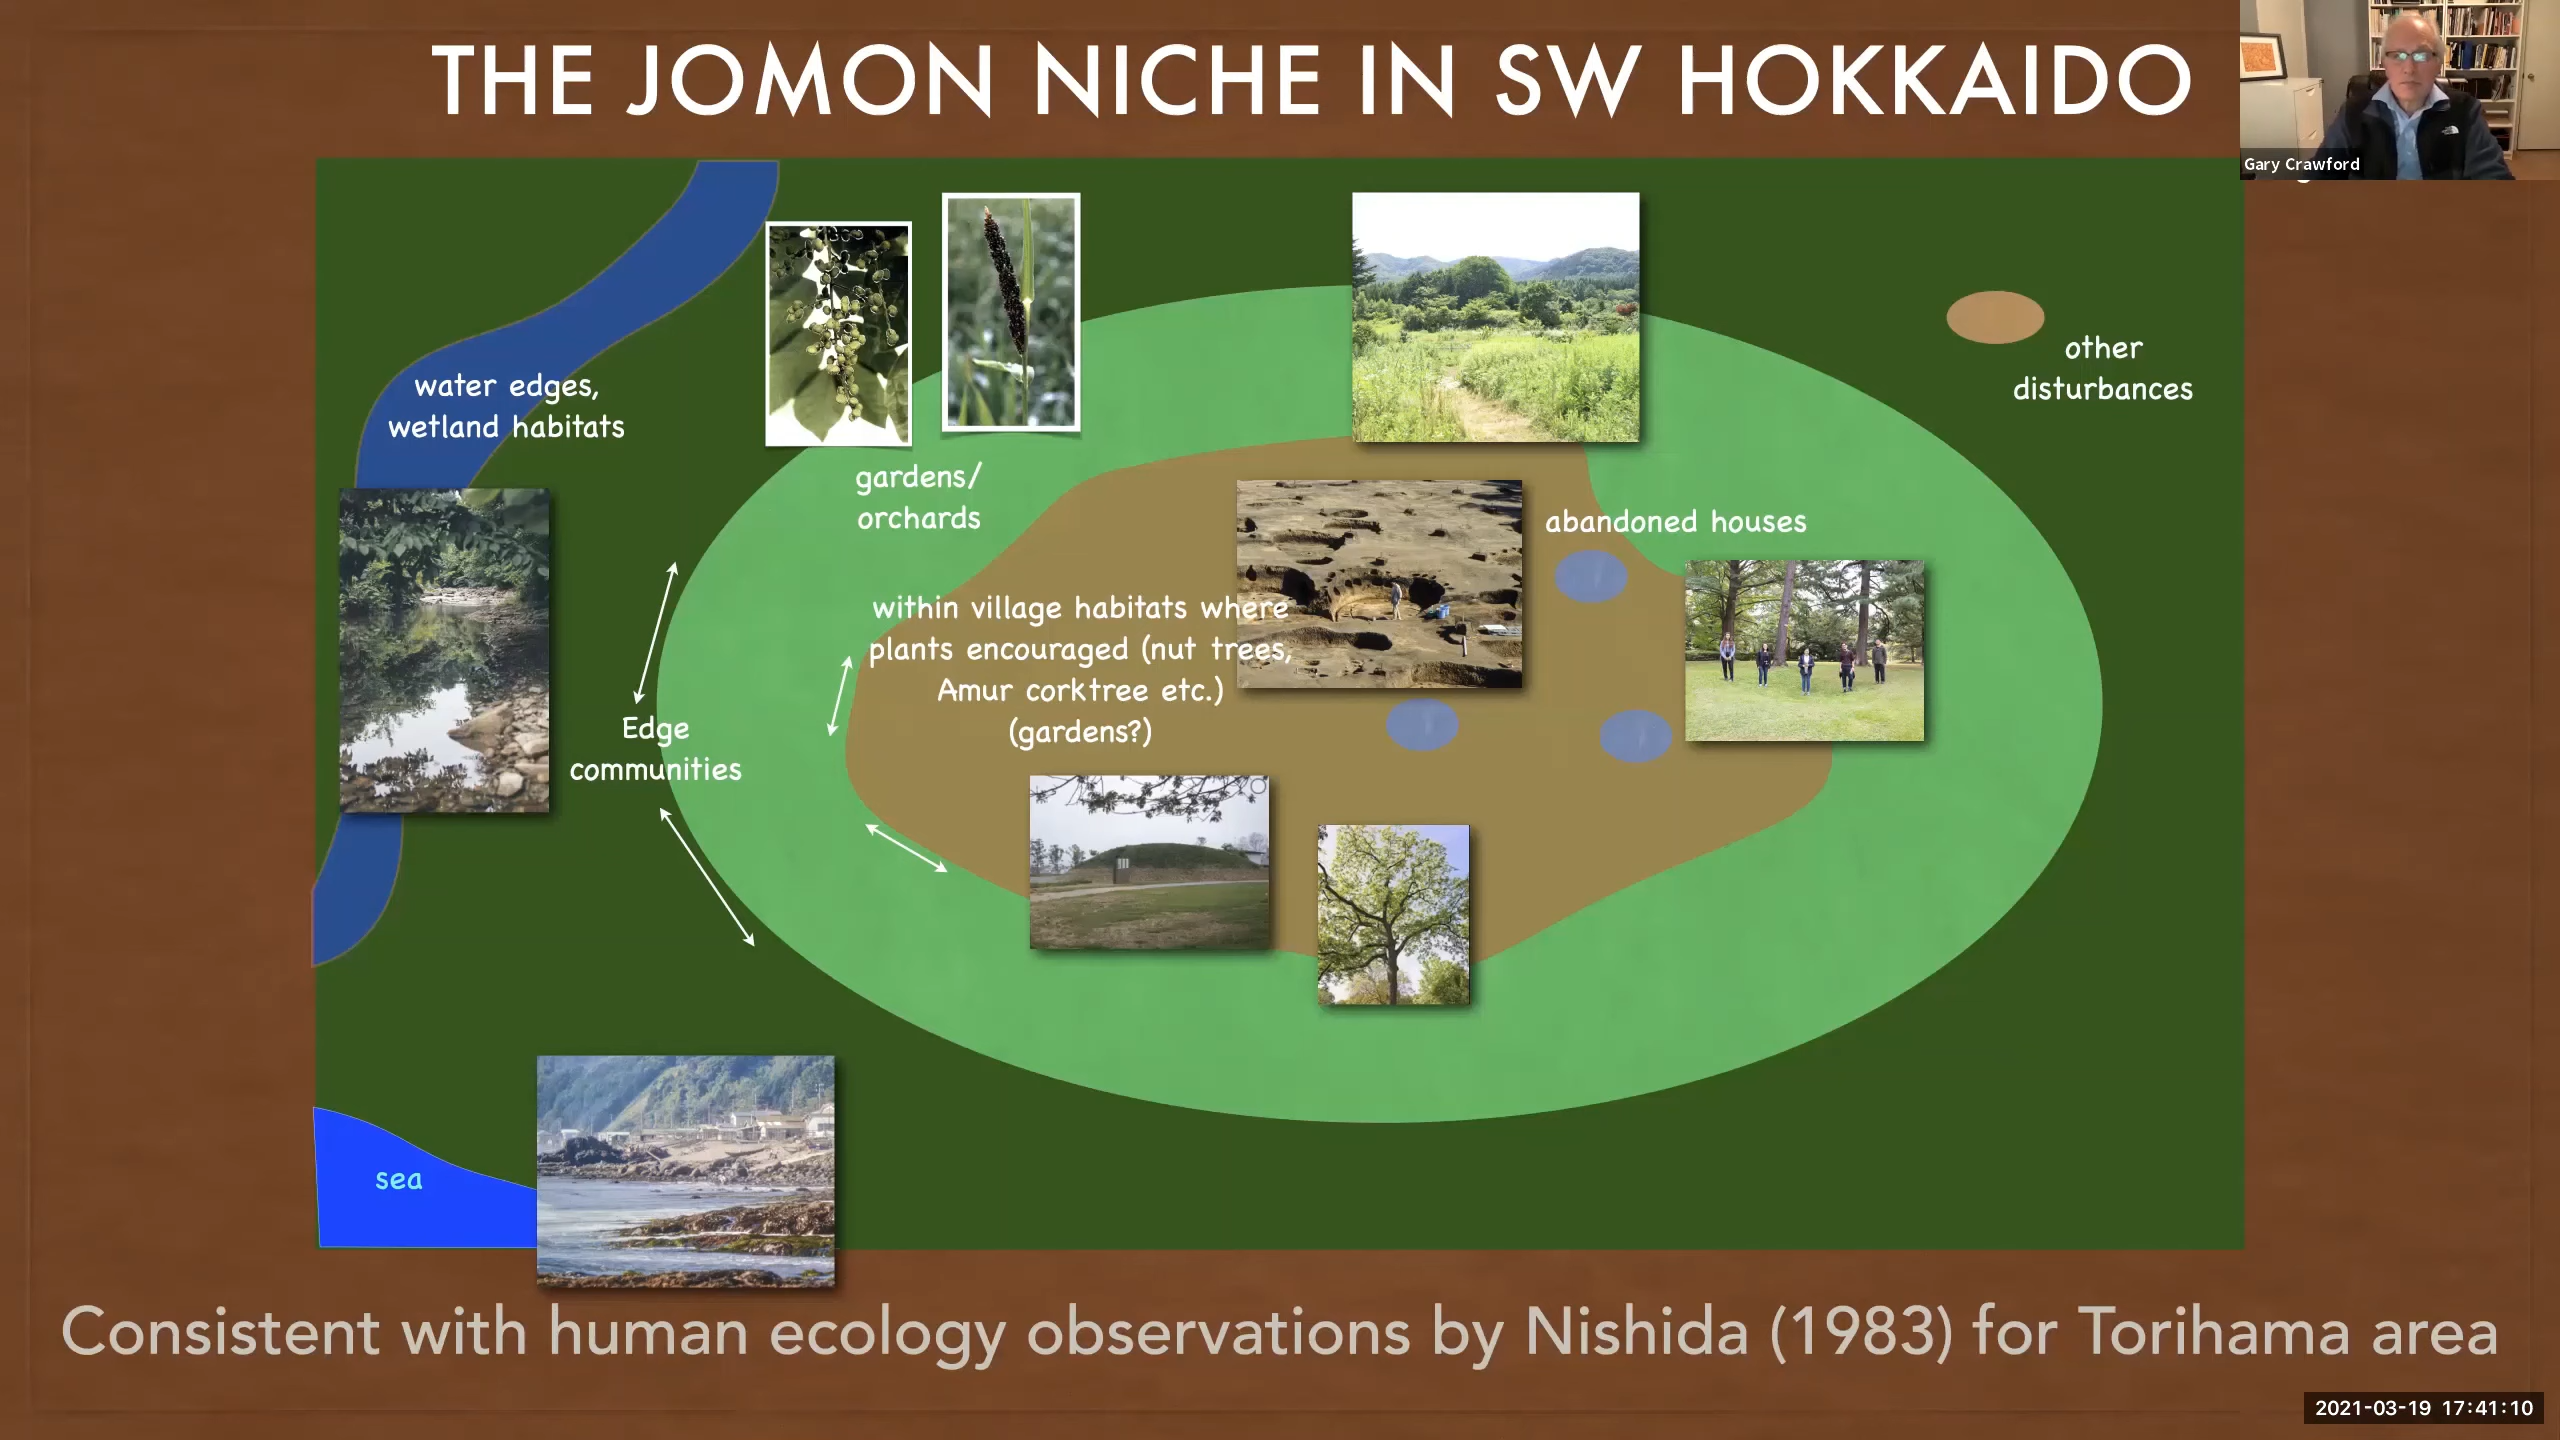 THE JOMON NICHE IN SW HOKKAIDO
Gary Crawford
water edges,
wetland habitats
gardens/
orchards
other
disturbances
abandoned houses
within village habitats where
plants encouraged (nut trees,
Amur corktree etc.)
(gardens?)
Edge
communities
sea
Consistent with human ecology observations by Nishida (1983) for Torihama area
2021-03-19 17:41:10